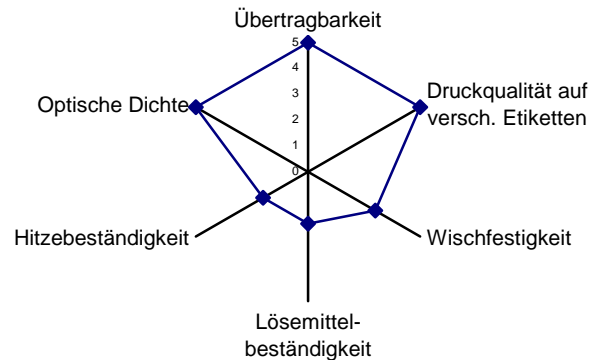 Übertragbarkeit
5
4
3
2
1
0
Optische Dichte
Druckqualität auf
versch. Etiketten
Hitzebeständigkeit
Wischfestigkeit
Lösemittel-
beständigkeit